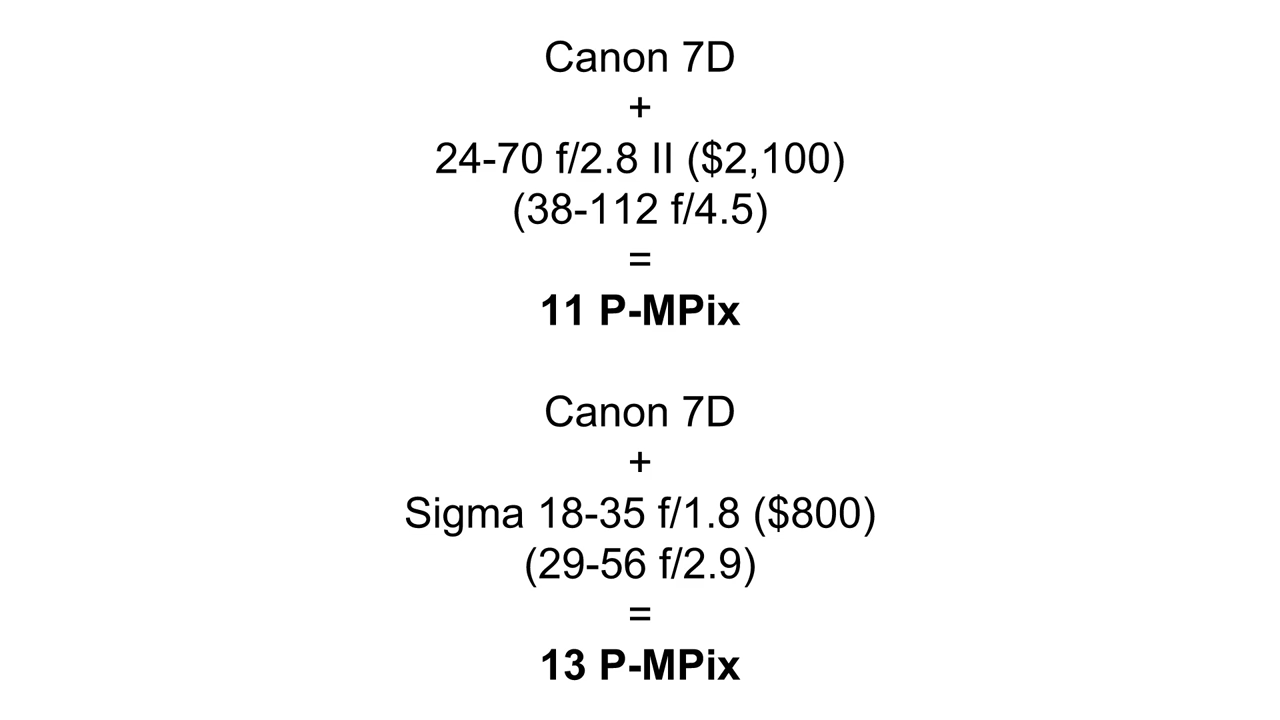 Canon 7D
+
24-70 f/2.8 II ($2,100)
(38-112 f/4.5)
=
11 P-MPix
Canon 7D
+
Sigma 18-35 f/1.8 ($800)
(29-56 f/2.9)
=
13 P-MPix